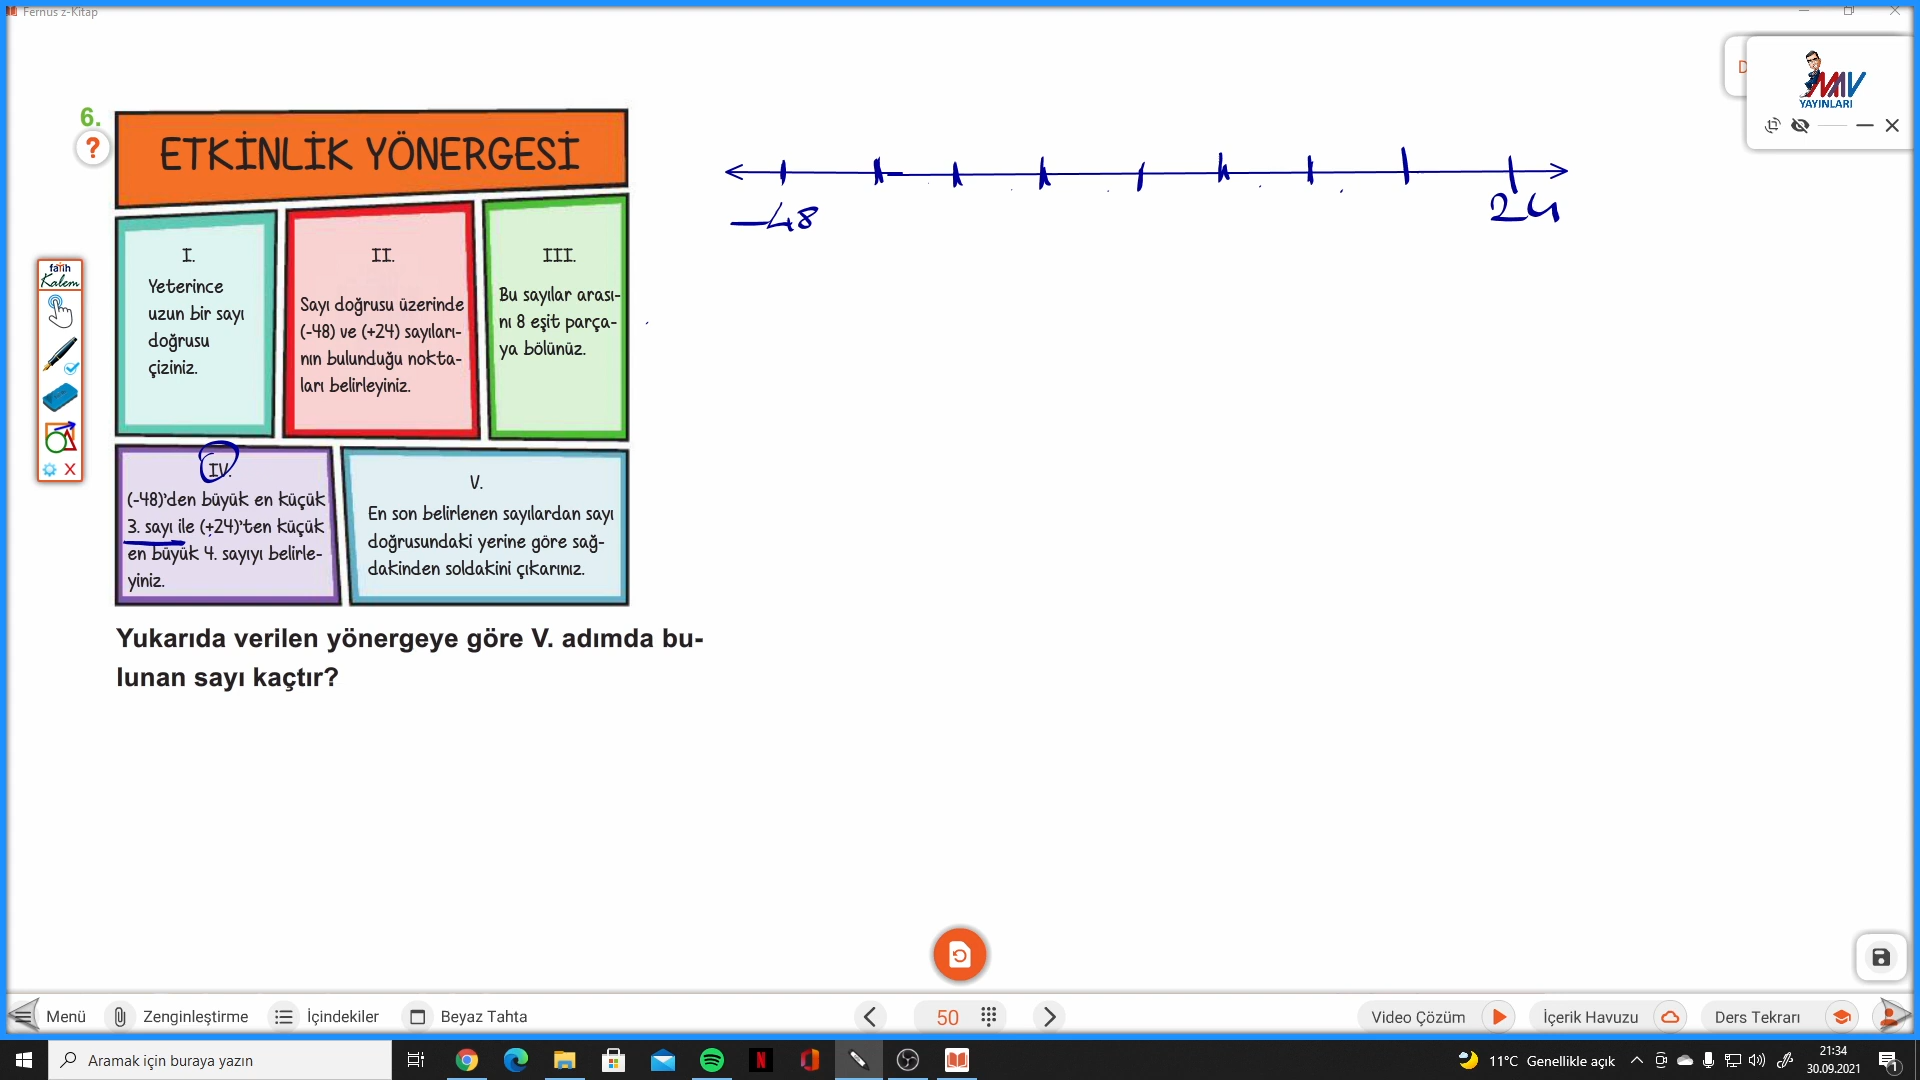 Fernus z-Kitap
D
MAV
YAYINLARI
6.
?
ETKİNLİK YÖNERGESİ
-48
24
I.
Yeterince
uzun bir sayı
doğrusu
çiziniz.
II.
Sayı doğrusu üzerinde
(-48) ve (+24) sayıları-
nın bulunduğu nokta-
ları belirleyiniz.
III.
Bu sayılar arası-
nı 8 eşit parça-
ya bölünüz.
fatih
Kalem
IV.
(-48)'den büyük en küçük
3. sayı ile (+24)'ten küçük
en büyük 4. sayıyı belirle-
yiniz.
V.
En son belirlenen sayılardan sayı
doğrusundaki yerine göre sağ-
dakinden soldakini çıkarınız.
Yukarıda verilen yönergeye göre V. adımda bu-
lunan sayı kaçtır?
Menü
Zenginleştirme
İçindekiler
Beyaz Tahta
50
Video Çözüm
İçerik Havuzu
Ders Tekrarı
Aramak için buraya yazın
11°C Genellikle açık
21:34
30.09.2021
1